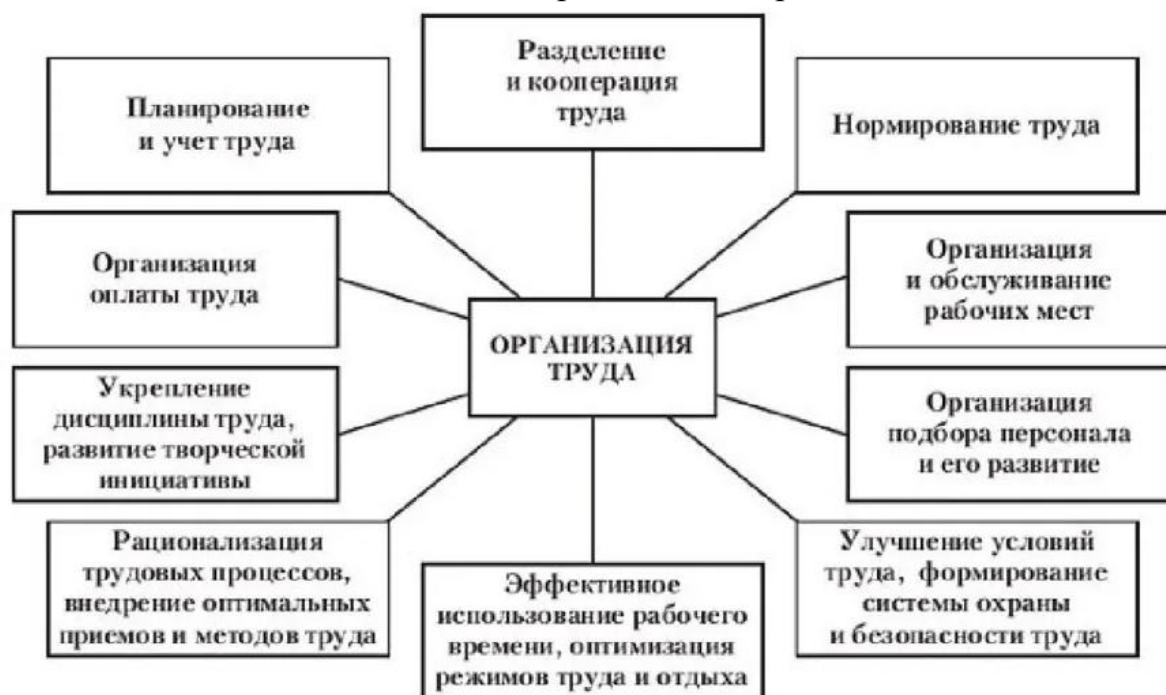 Разделение
и кооперация
труда
Планирование
и учет труда
Нормирование труда
Организация
оплаты труда
Организация
и обслуживание
рабочих мест
ОРГАНИЗАЦИЯ
ТРУДА
Укрепление
дисциплины труда,
развитие творческой
инициативы
Организация
подбора персонала
и его развитие
Рационализация
трудовых процессов,
внедрение оптимальных
приемов и методов труда
Эффективное
использование рабочего
времени, оптимизация
режимов труда и отдыха
Улучшение условий
труда, формирование
системы охраны
и безопасности труда